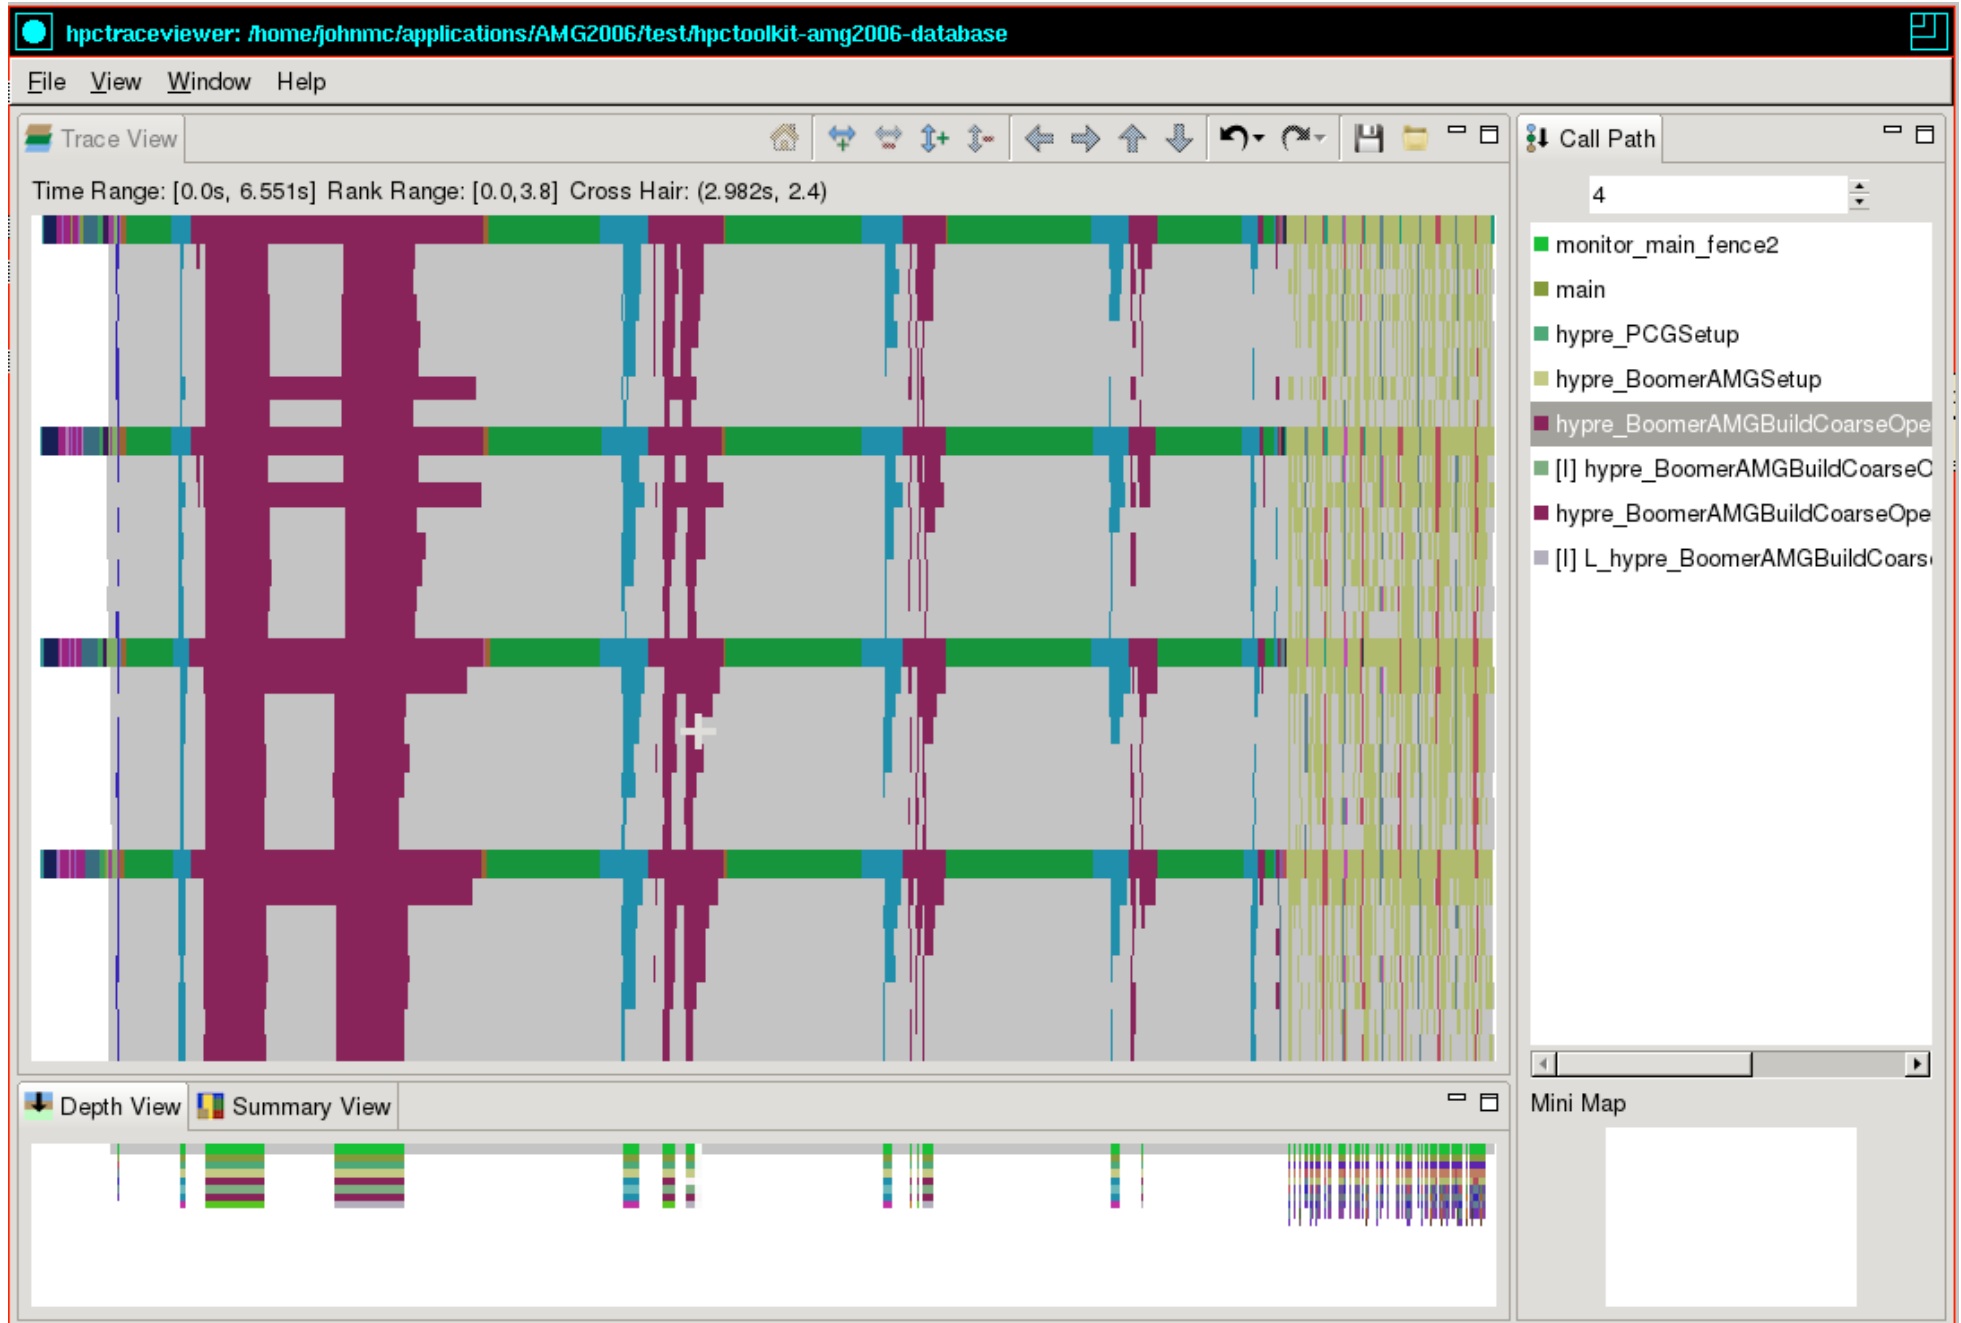 hpctraceviewer: /home/johnmc/applications/AMG2006/test/hpctoolkit-amg2006-database
File View Window Help
Trace View
Call Path
Time Range: [0.0s, 6.551s] Rank Range: [0.0,3.8] Cross Hair: (2.982s, 2.4)
4
monitor_main_fence2
main
hypre_PCGSetup
hypre_BoomerAMGSetup
hypre_BoomerAMGBuildCoarseOpe
[I] hypre_BoomerAMGBuildCoarseO
hypre_BoomerAMGBuildCoarseOpe
[I] L_hypre_BoomerAMGBuildCoars
Depth View Summary View
Mini Map